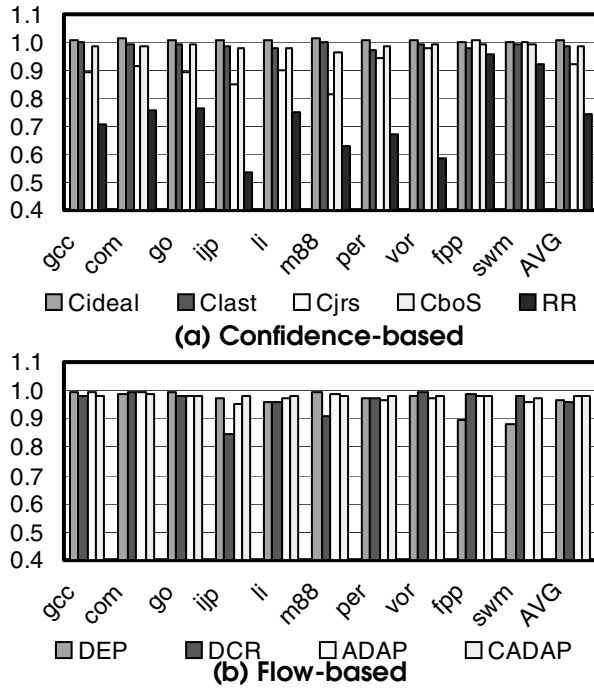 1.1
1.0
0.9
0.8
0.7
0.6
0.5
0.4
gcc com go ijp li m88 per vor fpp swm AVG
Cideal Clast Cjrs CboS RR
(a) Confidence-based
1.1
1.0
0.9
0.8
0.7
0.6
0.5
0.4
gcc com go ijp li m88 per vor fpp swm AVG
DEP DCR ADAP CADAP
(b) Flow-based